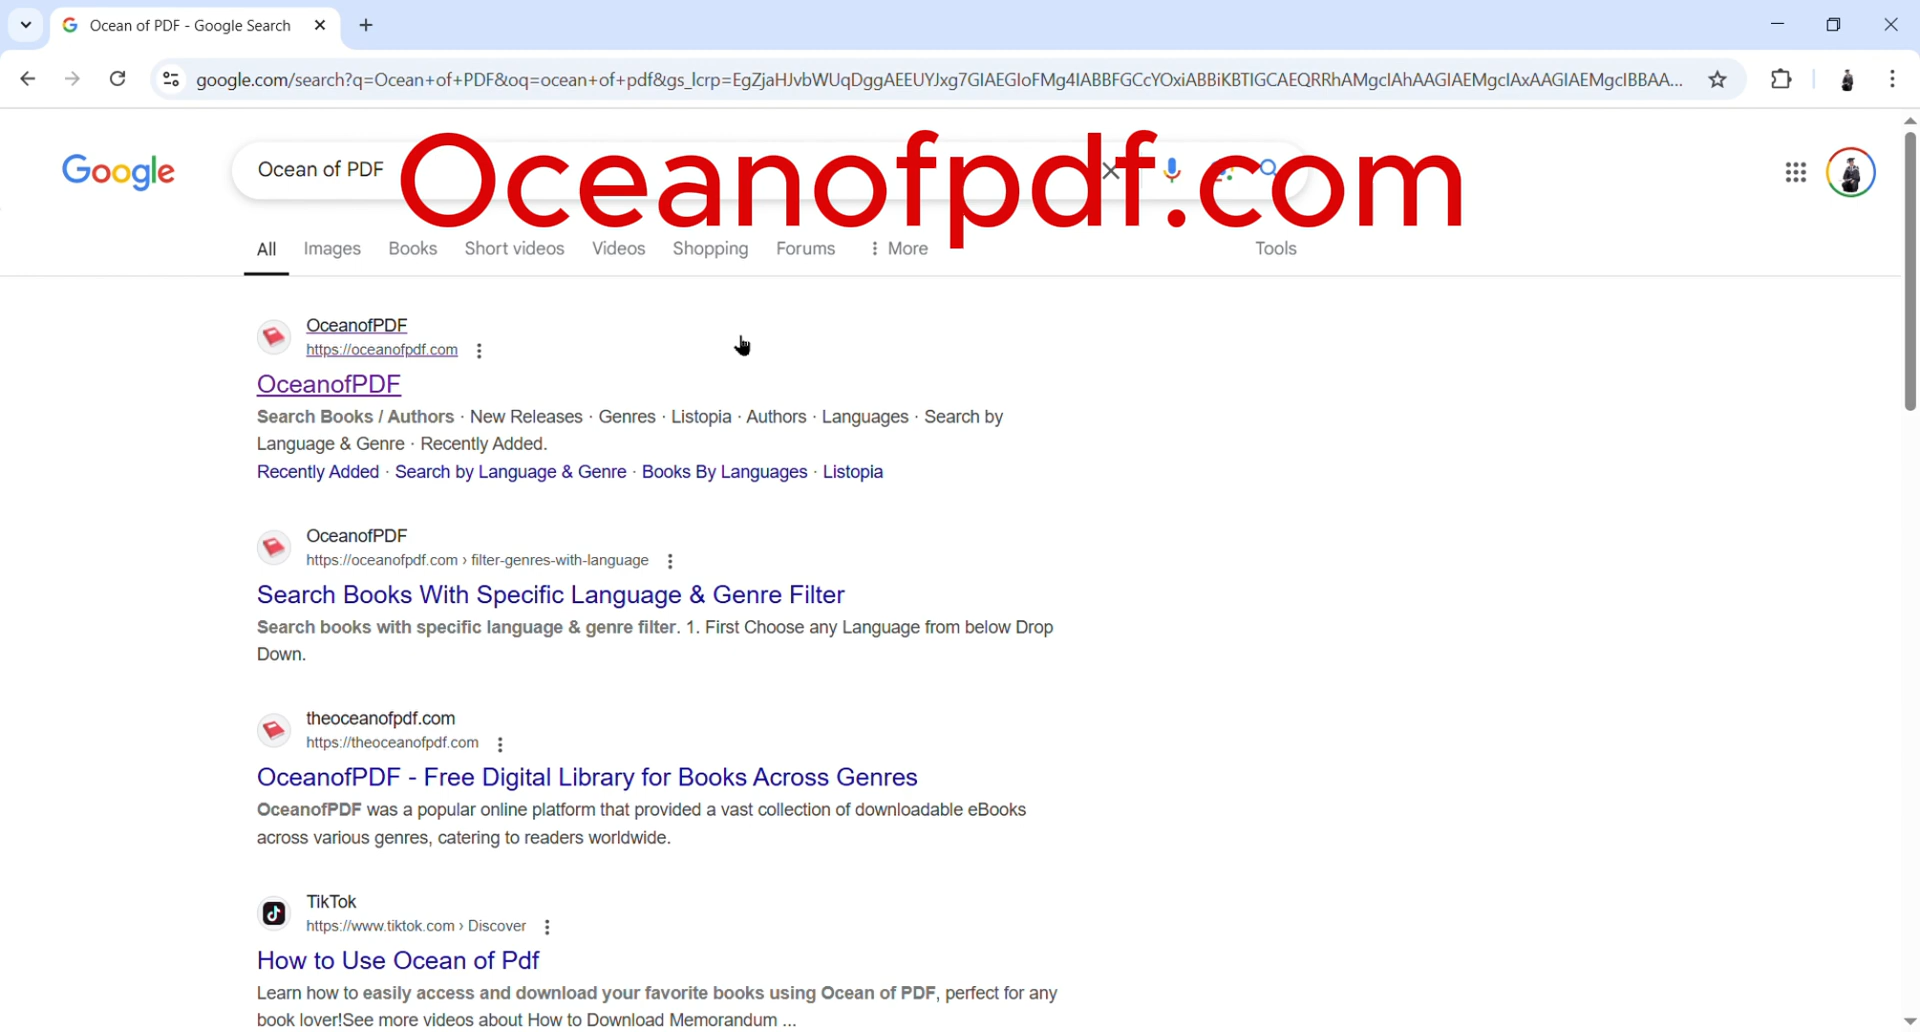 Ocean of PDF - Google Search
google.com/search?q=Ocean+of+PDF&oq=ocean+of+pdf&gs_lcrp=EgZjaHJvbWUqDggAEEUYJxg7GIAEGIoFMg4IABBFGCcYOxiABBiKBTIGCAEQRRhAMgcIAhAAGIAEMgcIAxAAGIAEMgcIBBAA...
Google
Ocean of PDF
Oceanofpdf.com
All Images Books Short videos Videos Shopping Forums More Tools
OceanofPDF
https://oceanofpdf.com
OceanofPDF
Search Books / Authors · New Releases · Genres · Listopia · Authors · Languages · Search by
Language & Genre · Recently Added.
Recently Added · Search by Language & Genre · Books By Languages · Listopia
OceanofPDF
https://oceanofpdf.com › filter-genres-with-language
Search Books With Specific Language & Genre Filter
Search books with specific language & genre filter. 1. First Choose any Language from below Drop
Down.
theoceanofpdf.com
https://theoceanofpdf.com
OceanofPDF - Free Digital Library for Books Across Genres
OceanofPDF was a popular online platform that provided a vast collection of downloadable eBooks
across various genres, catering to readers worldwide.
TikTok
https://www.tiktok.com › Discover
How to Use Ocean of Pdf
Learn how to easily access and download your favorite books using Ocean of PDF, perfect for any
book lover!See more videos about How to Download Memorandum ...